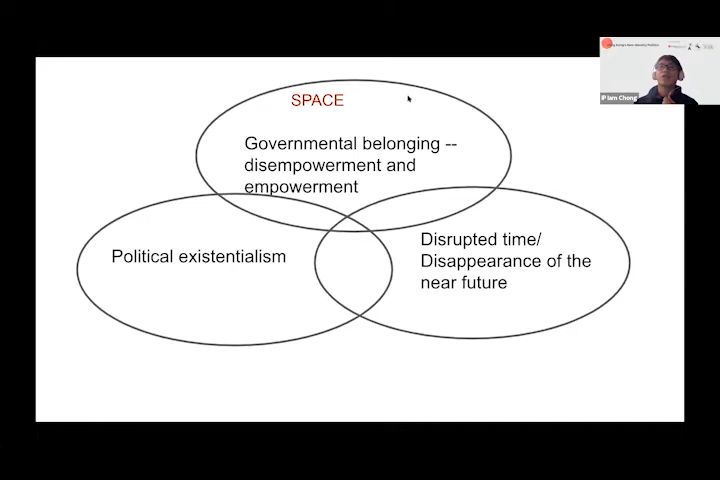 SPACE
Governmental belonging --
disempowerment and
empowerment
Political existentialism
Disrupted time/
Disappearance of the
near future
IP Iam Chong